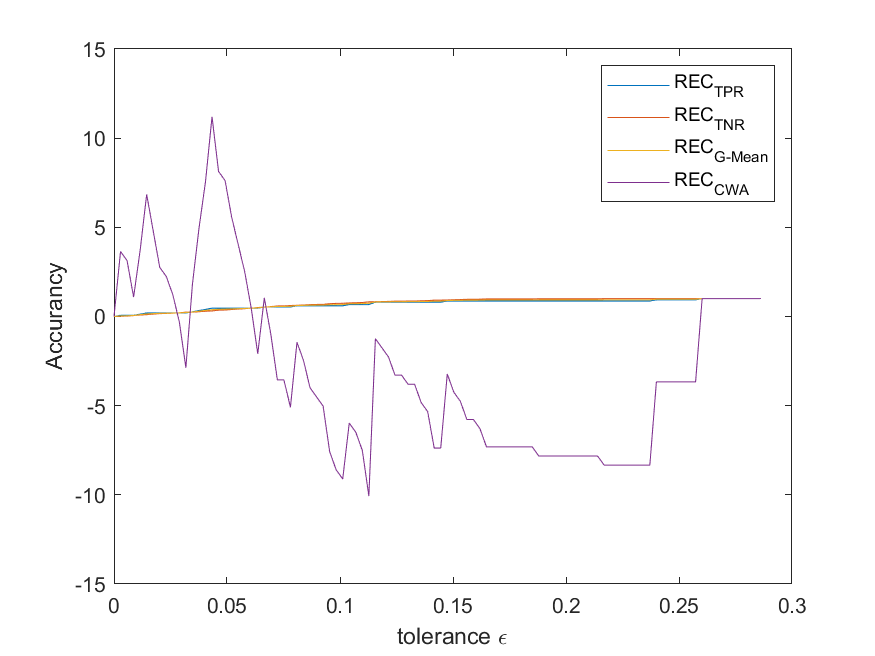 15
10
5
0
-5
-10
-15
0 0.05 0.1 0.15 0.2 0.25 0.3
Accurancy
tolerance ϵ
REC_TPR
REC_TNR
REC_G-Mean
REC_CWA